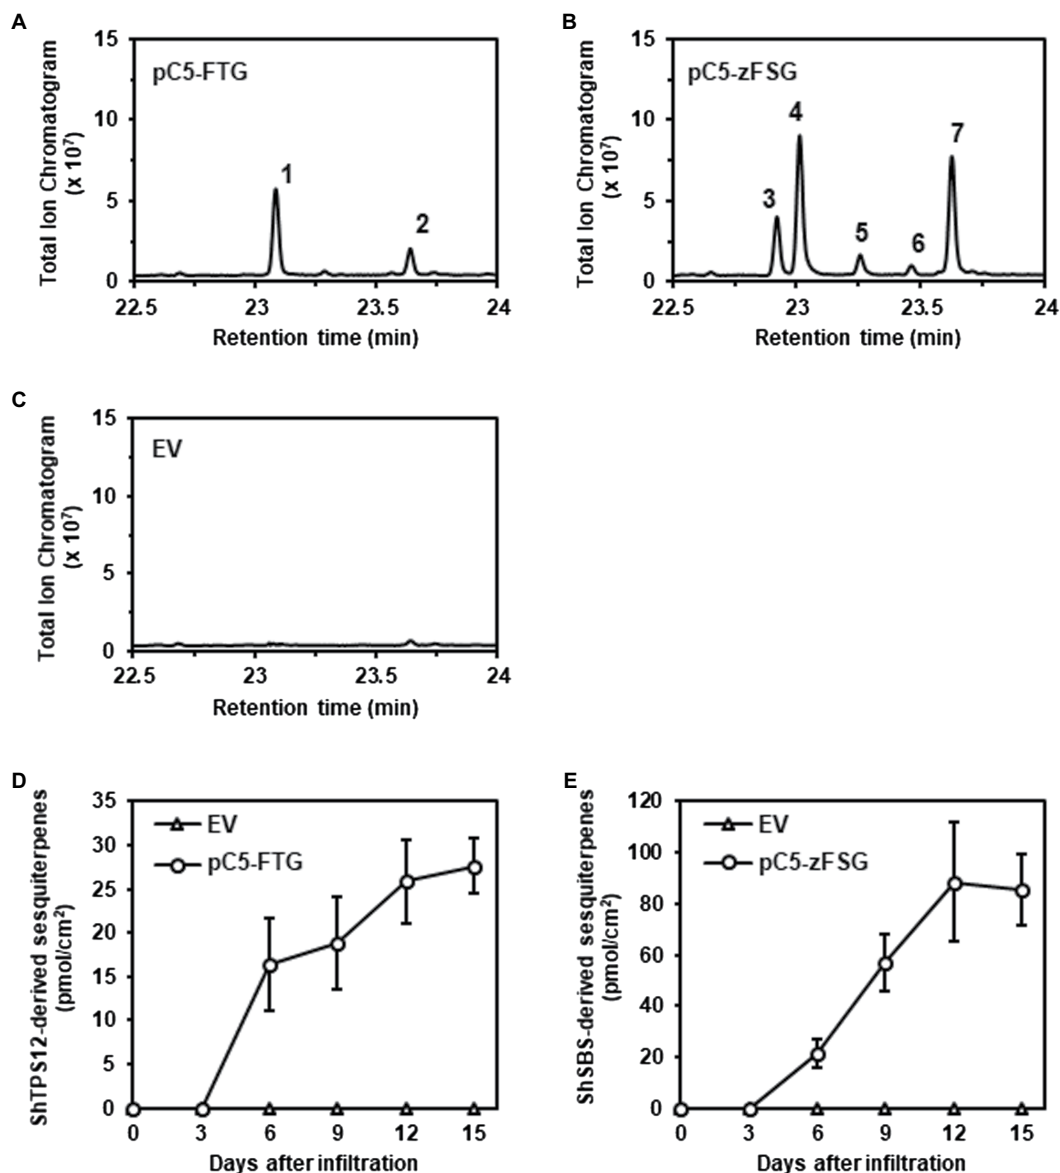 A
Total Ion Chromatogram
(x 10⁷)
15
10
5
0
pC5-FTG
1
2
22.5
23
23.5
24
Retention time (min)
B
Total Ion Chromatogram
(x 10⁷)
15
10
5
0
pC5-zFSG
3
4
5
6
7
22.5
23
23.5
24
Retention time (min)
C
Total Ion Chromatogram
(x 10⁷)
15
10
5
0
EV
22.5
23
23.5
24
Retention time (min)
D
ShTPS12-derived sesquiterpenes
(pmol/cm²)
35
30
25
20
15
10
5
0
EV
pC5-FTG
0
3
6
9
12
15
Days after infiltration
E
ShSBS-derived sesquiterpenes
(pmol/cm²)
120
100
80
60
40
20
0
EV
pC5-zFSG
0
3
6
9
12
15
Days after infiltration